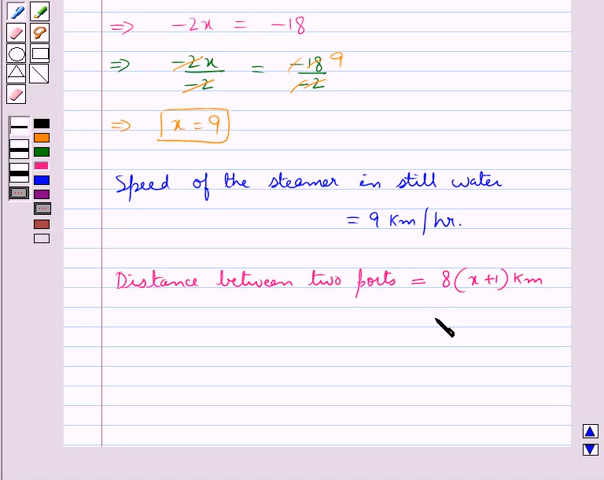 ⇒ -2x = -18
⇒ -2x/-2 = -18/-2 9
⇒ x = 9
Speed of the steamer in still water
= 9 Km/hr.
Distance between two ports = 8(x+1) Km